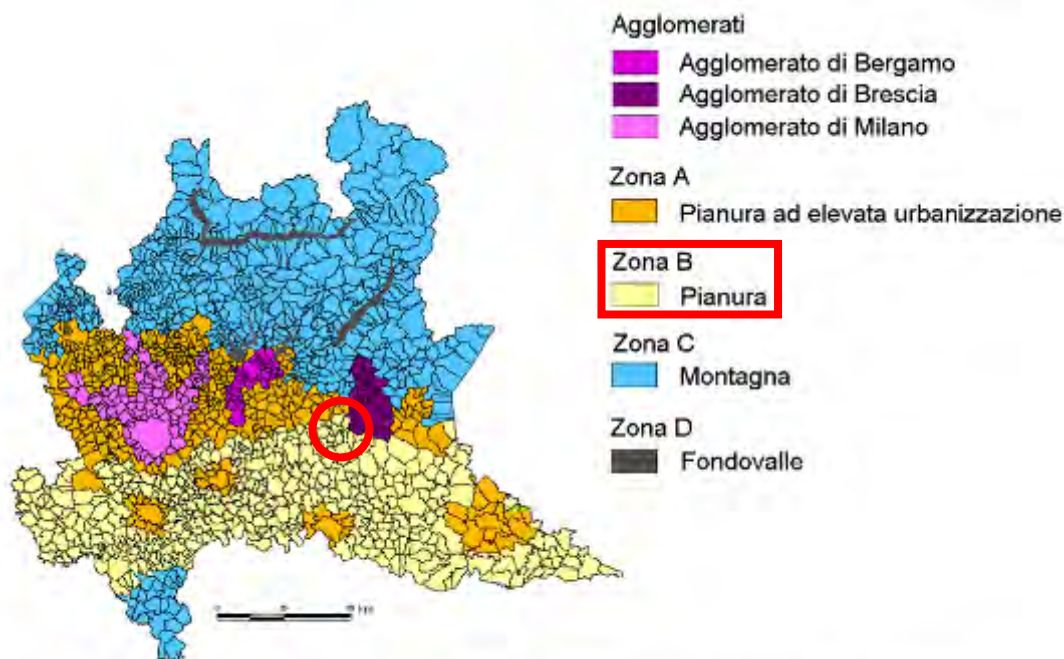 Agglomerati
Agglomerato di Bergamo
Agglomerato di Brescia
Agglomerato di Milano
Zona A
Pianura ad elevata urbanizzazione
Zona B
Pianura
Zona C
Montagna
Zona D
Fondovalle